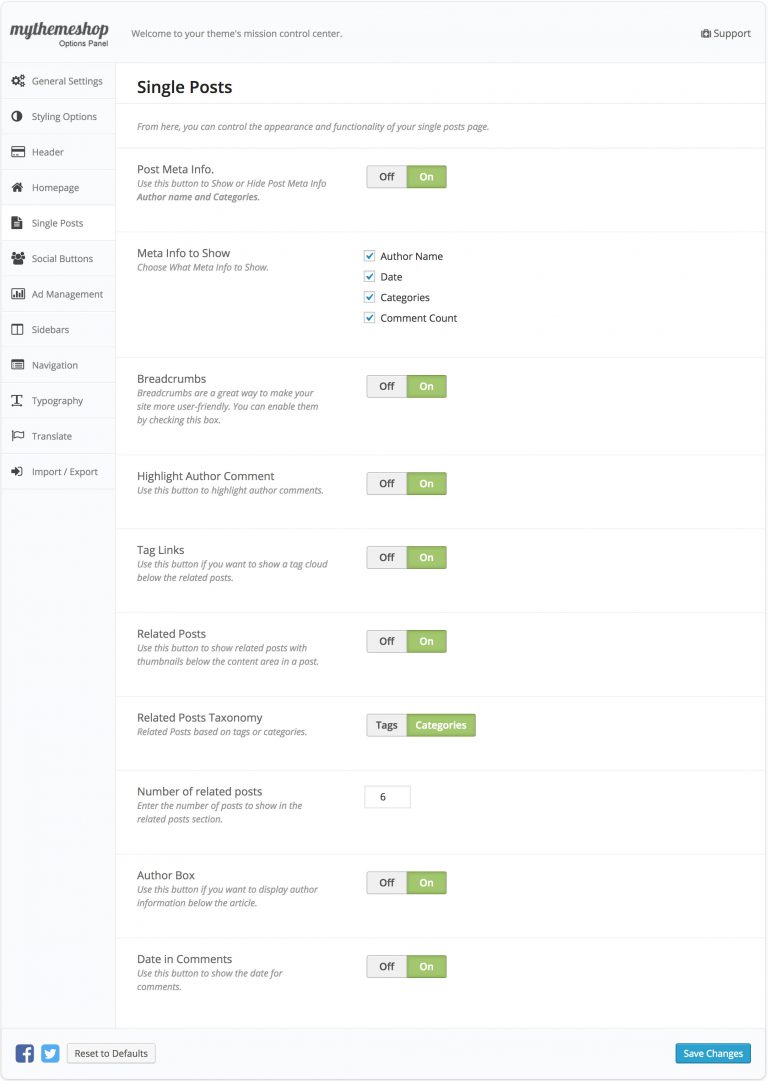 mythemeshop
Options Panel
Welcome to your theme's mission control center.
Support
General Settings
Styling Options
Header
Homepage
Single Posts
Social Buttons
Ad Management
Sidebars
Navigation
Typography
Translate
Import / Export
Single Posts
From here, you can control the appearance and functionality of your single posts page.
Post Meta Info.
Use this button to Show or Hide Post Meta Info
Author name and Categories.
Off On
Meta Info to Show
Choose What Meta Info to Show.
Author Name
Date
Categories
Comment Count
Breadcrumbs
Breadcrumbs are a great way to make your
site more user-friendly. You can enable them
by checking this box.
Off On
Highlight Author Comment
Use this button to highlight author comments.
Off On
Tag Links
Use this button if you want to show a tag cloud
below the related posts.
Off On
Related Posts
Use this button to show related posts with
thumbnails below the content area in a post.
Off On
Related Posts Taxonomy
Related Posts based on tags or categories.
Tags Categories
Number of related posts
Enter the number of posts to show in the
related posts section.
6
Author Box
Use this button if you want to display author
information below the article.
Off On
Date in Comments
Use this button to show the date for
comments.
Off On
Reset to Defaults
Save Changes